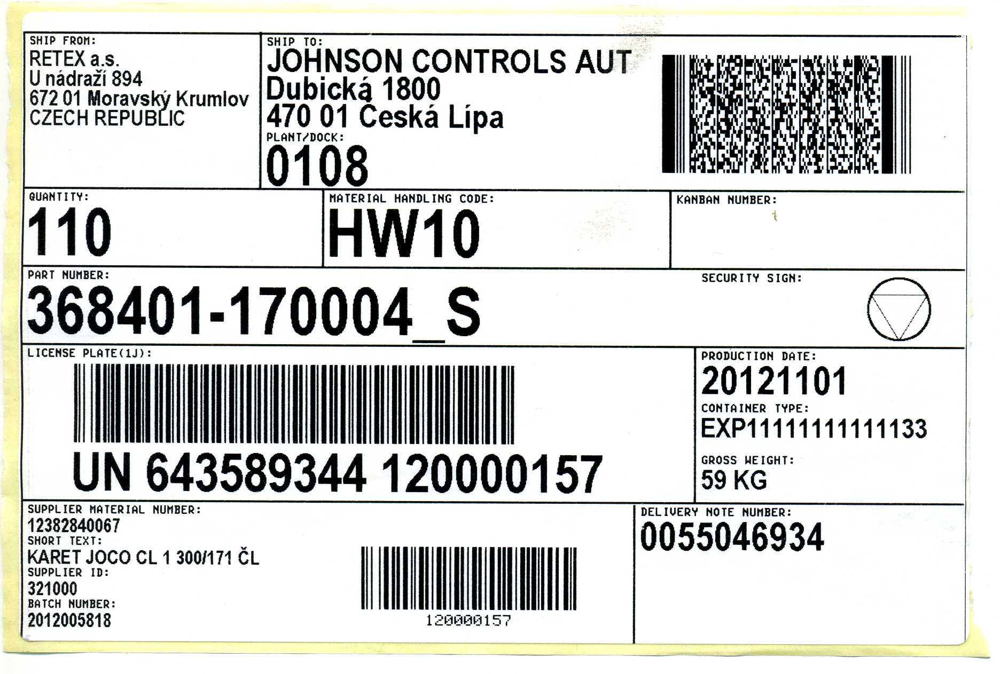 SHIP FROM:
RETEX a.s.
U nádraží 894
672 01 Moravský Krumlov
CZECH REPUBLIC
SHIP TO:
JOHNSON CONTROLS AUT
Dubická 1800
470 01 Česká Lípa
PLANT/DOCK:
0108
QUANTITY:
110
MATERIAL HANDLING CODE:
HW10
KANBAN NUMBER:
PART NUMBER:
368401-170004_S
SECURITY SIGN:
LICENSE PLATE(1J):
UN 643589344 120000157
PRODUCTION DATE:
20121101
CONTAINER TYPE:
EXP11111111111133
GROSS WEIGHT:
59 KG
SUPPLIER MATERIAL NUMBER:
12382840067
SHORT TEXT:
KARET JOCO CL 1 300/171 ČL
SUPPLIER ID:
321000
BATCH NUMBER:
2012005818
120000157
DELIVERY NOTE NUMBER:
0055046934